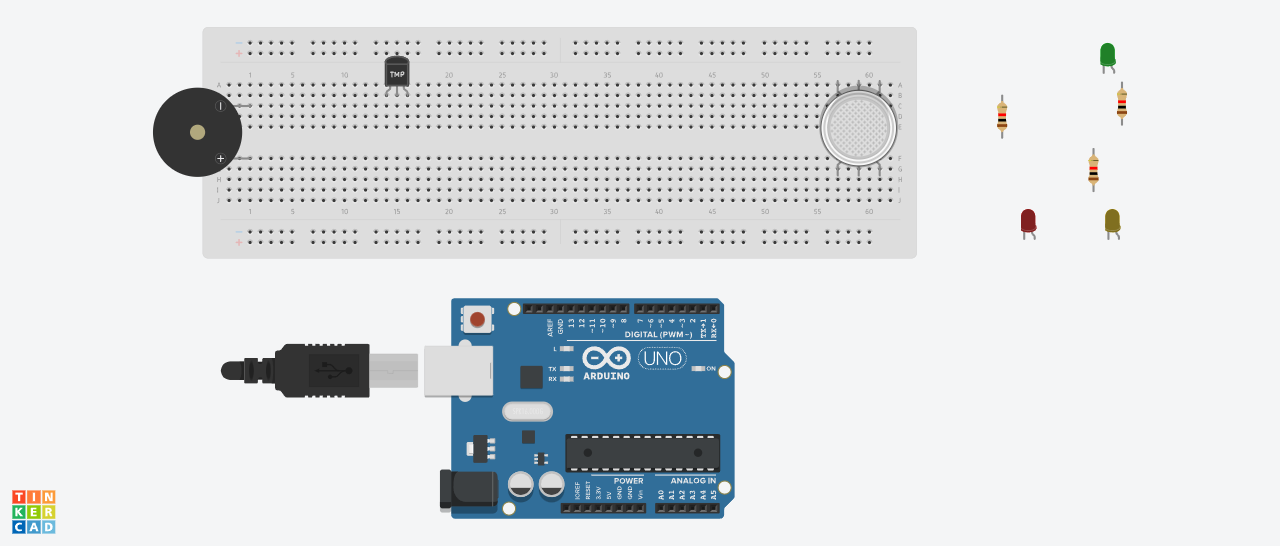 1 5 10 15 20 25 30 35 40 45 50 55 60
A A
B B
C C
D D
E E
TMP
F F
G
H H
I I
J J
1 5 10 15 20 25 30 35 40 45 50 55 60
AREF
GND
13
12
~11
~10
~9
8
7
~6
~5
4
~3
2
TX→1
RX←0
DIGITAL (PWM~)
L
TX
RX
UNO
ARDUINO
ON
POWER
ANALOG IN
IOREF
RESET
3.3V
5V
GND
GND
Vin
A0
A1
A2
A3
A4
A5
TIN
KER
CAD